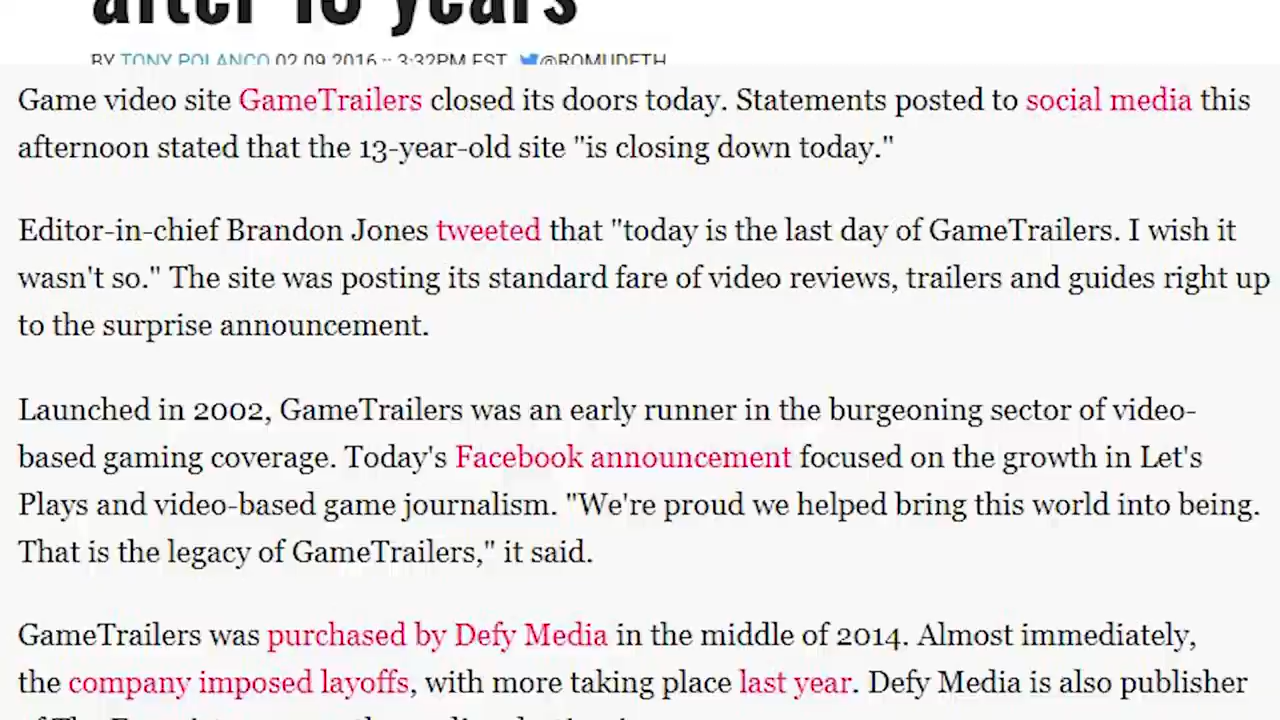 after 13 years
BY TONY POLANCO 02.09.2016 :: 3:32PM EST @ROMUDETH
Game video site GameTrailers closed its doors today. Statements posted to social media this
afternoon stated that the 13-year-old site "is closing down today."
Editor-in-chief Brandon Jones tweeted that "today is the last day of GameTrailers. I wish it
wasn't so." The site was posting its standard fare of video reviews, trailers and guides right up
to the surprise announcement.
Launched in 2002, GameTrailers was an early runner in the burgeoning sector of video-
based gaming coverage. Today's Facebook announcement focused on the growth in Let's
Plays and video-based game journalism. "We're proud we helped bring this world into being.
That is the legacy of GameTrailers," it said.
GameTrailers was purchased by Defy Media in the middle of 2014. Almost immediately,
the company imposed layoffs, with more taking place last year. Defy Media is also publisher